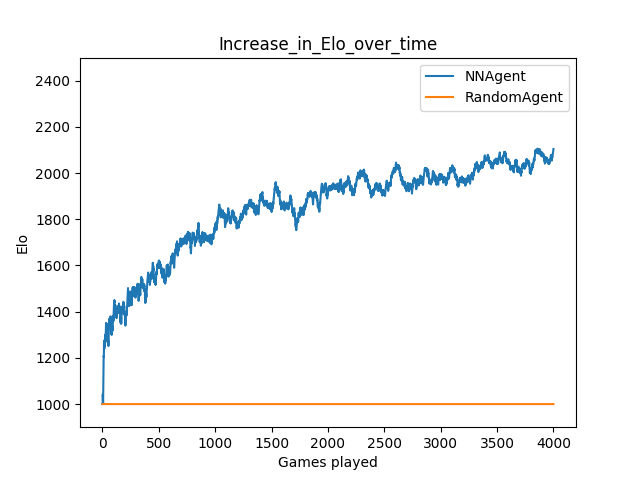 Increase_in_Elo_over_time
NNAgent
RandomAgent
2400
2200
2000
1800
1600
1400
1200
1000
Elo
0 500 1000 1500 2000 2500 3000 3500 4000
Games played